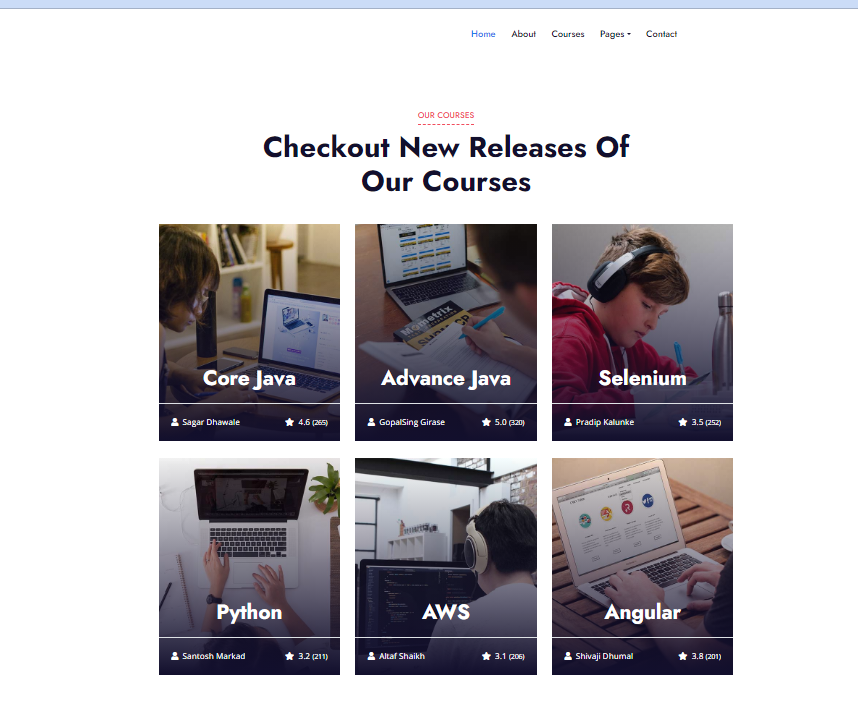 Home About Courses Pages Contact
OUR COURSES
Checkout New Releases Of
Our Courses
Mometrix
Core Java
Advance Java
Selenium
Sagar Dhawale 4.6 (265)
GopalSing Girase 5.0 (320)
Pradip Kalunke 3.5 (252)
Python
AWS
Angular
Santosh Markad 3.2 (211)
Altaf Shaikh 3.1 (206)
Shivaji Dhumal 3.8 (201)